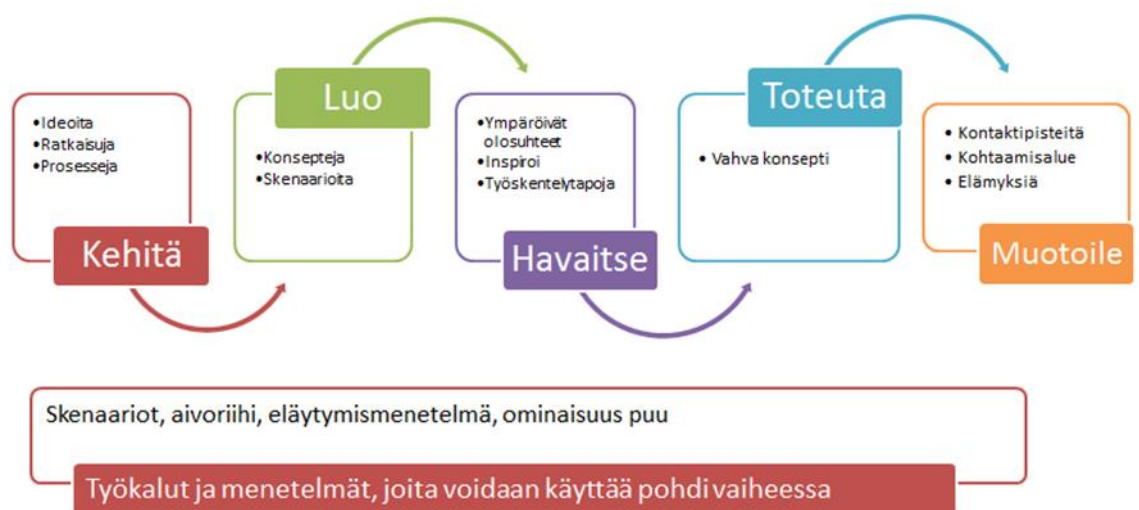 •Ideoita
•Ratkaisuja
•Prosesseja
Kehitä
Luo
•Konsepteja
•Skenaarioita
•Ympäröivät
olosuhteet
•Inspiroi
•Työskentelytapoja
Havaitse
Toteuta
• Vahva konsepti
• Kontaktipisteitä
• Kohtaamisalue
• Elämyksiä
Muotoile
Skenaariot, aivoriihi, eläytymismenetelmä, ominaisuus puu
Työkalut ja menetelmät, joita voidaan käyttää pohdi vaiheessa